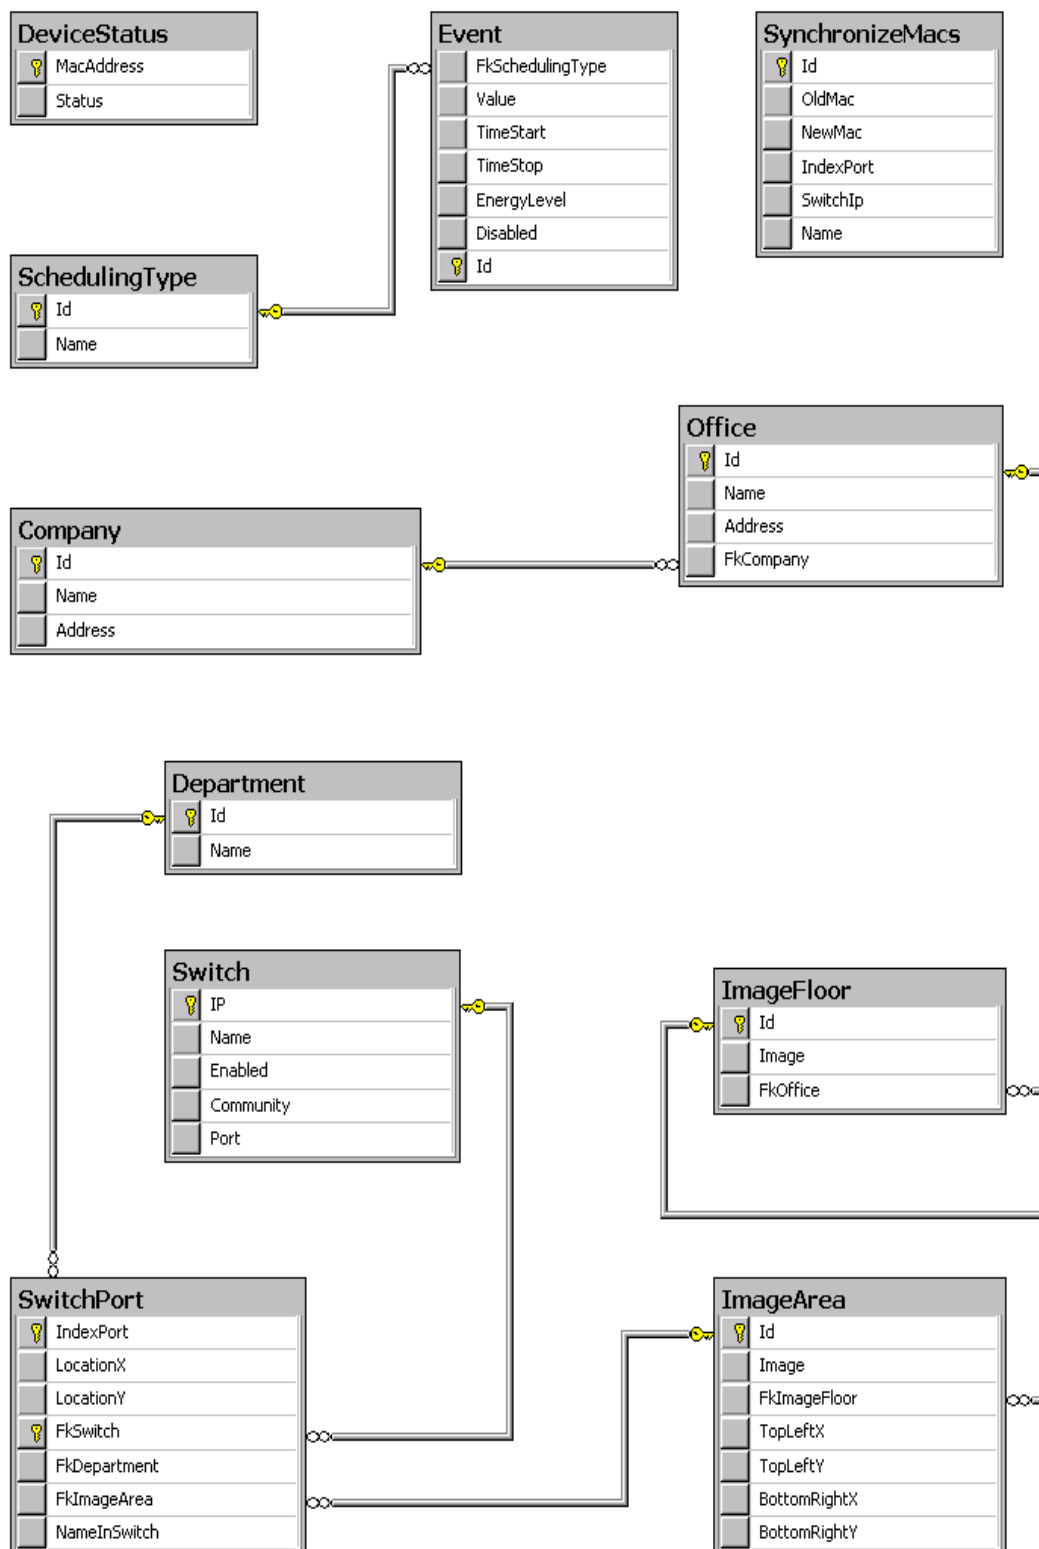 DeviceStatus
MacAddress
Status
Event
FkSchedulingType
Value
TimeStart
TimeStop
EnergyLevel
Disabled
Id
SynchronizeMacs
Id
OldMac
NewMac
IndexPort
SwitchIp
Name
SchedulingType
Id
Name
Office
Id
Name
Address
FkCompany
Company
Id
Name
Address
Department
Id
Name
Switch
IP
Name
Enabled
Community
Port
ImageFloor
Id
Image
FkOffice
SwitchPort
IndexPort
LocationX
LocationY
FkSwitch
FkDepartment
FkImageArea
NameInSwitch
ImageArea
Id
Image
FkImageFloor
TopLeftX
TopLeftY
BottomRightX
BottomRightY